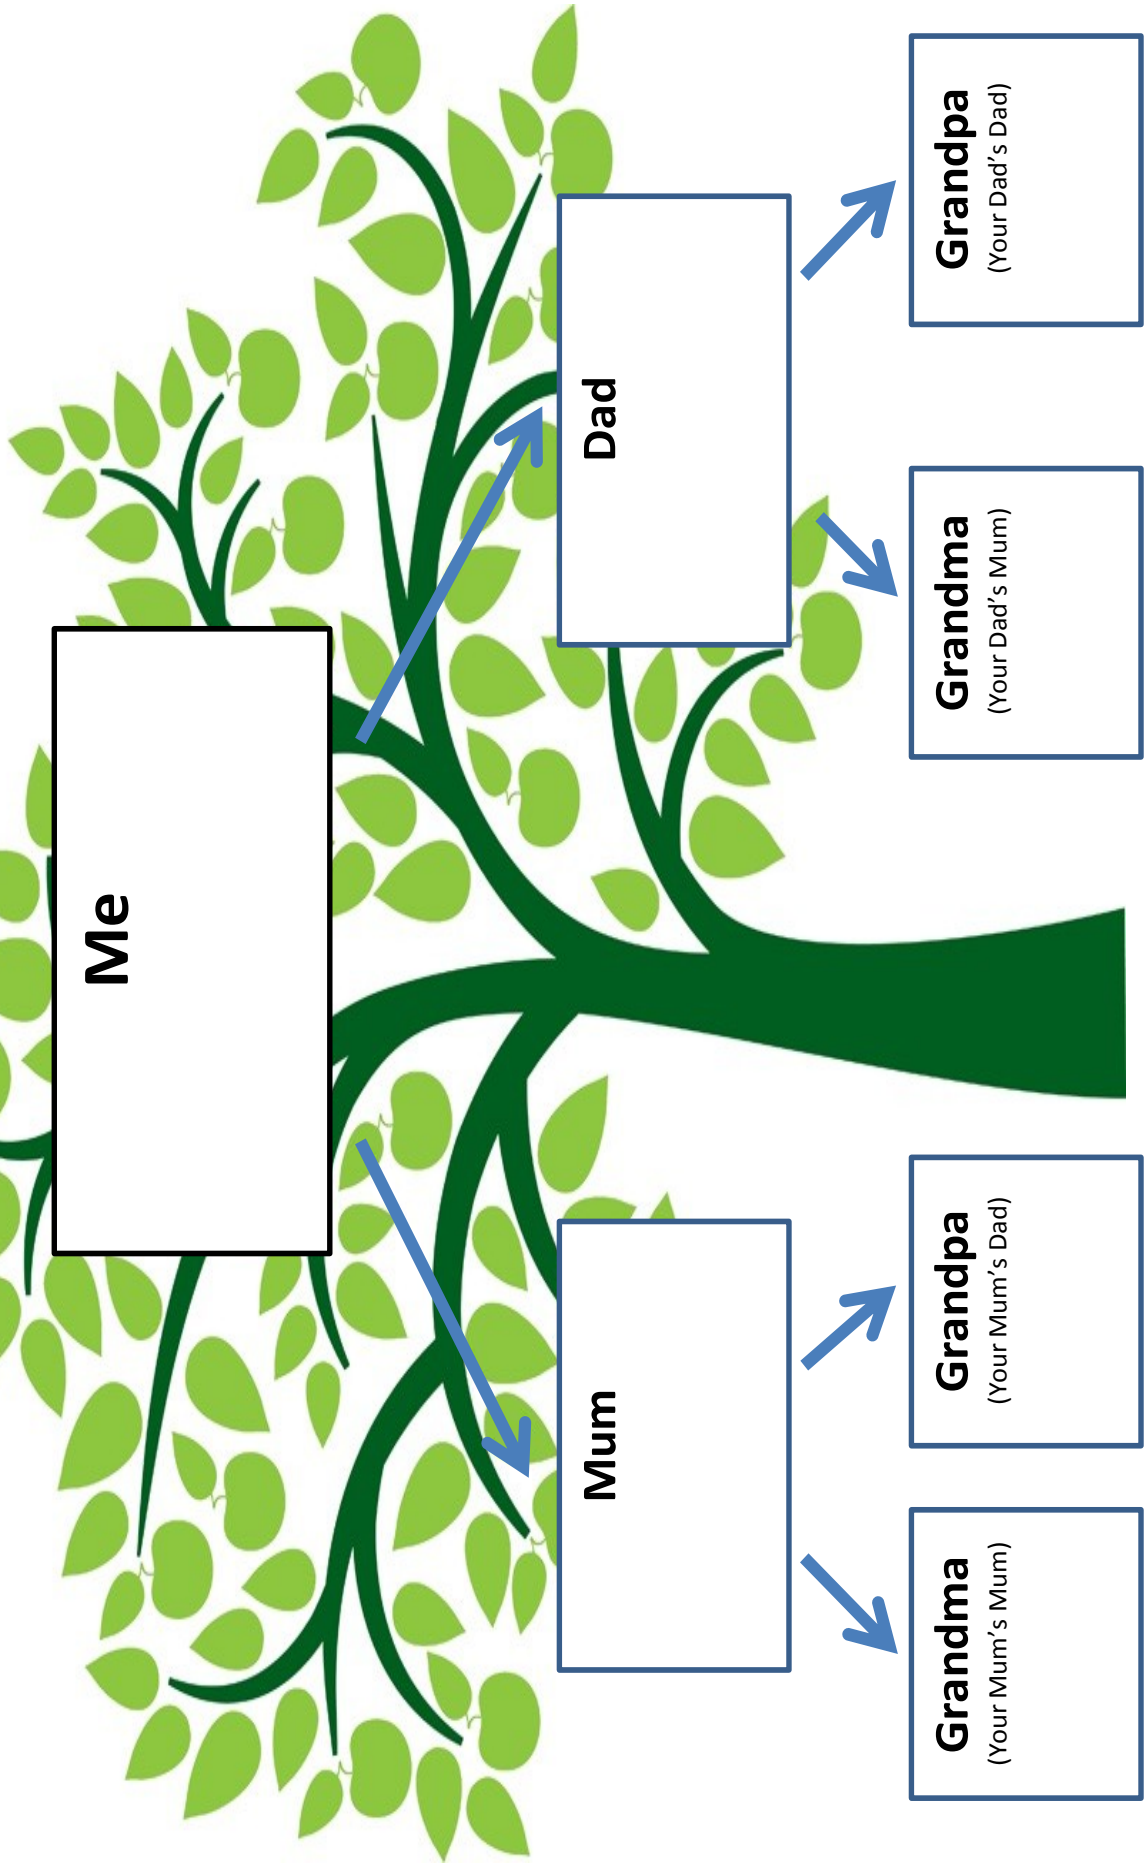 Me
Mum
Dad
Grandma
(Your Mum’s Mum)
Grandpa
(Your Mum’s Dad)
Grandma
(Your Dad’s Mum)
Grandpa
(Your Dad’s Dad)